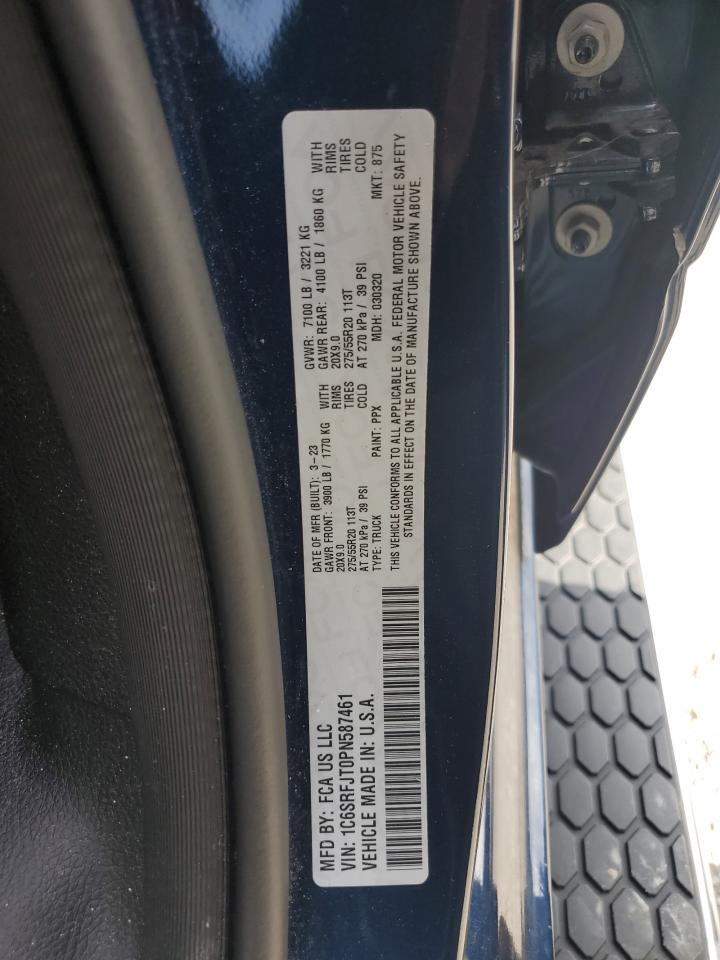 MFD BY: FCA US LLC
VIN: 1C6SRFJT0PN587461
VEHICLE MADE IN: U.S.A.
DATE OF MFR (BUILT): 3-23 GVWR: 7100 LB / 3221 KG
GAWR FRONT: 3900 LB / 1770 KG WITH GAWR REAR: 4100 LB / 1860 KG WITH
20X9.0 RIMS 20X9.0 RIMS
275/55R20 113T TIRES 275/55R20 113T TIRES
AT 270 kPa / 39 PSI COLD AT 270 kPa / 39 PSI COLD
TYPE: TRUCK PAINT: PPX MDH: 030320 MKT: 875
THIS VEHICLE CONFORMS TO ALL APPLICABLE U.S.A. FEDERAL MOTOR VEHICLE SAFETY
STANDARDS IN EFFECT ON THE DATE OF MANUFACTURE SHOWN ABOVE.